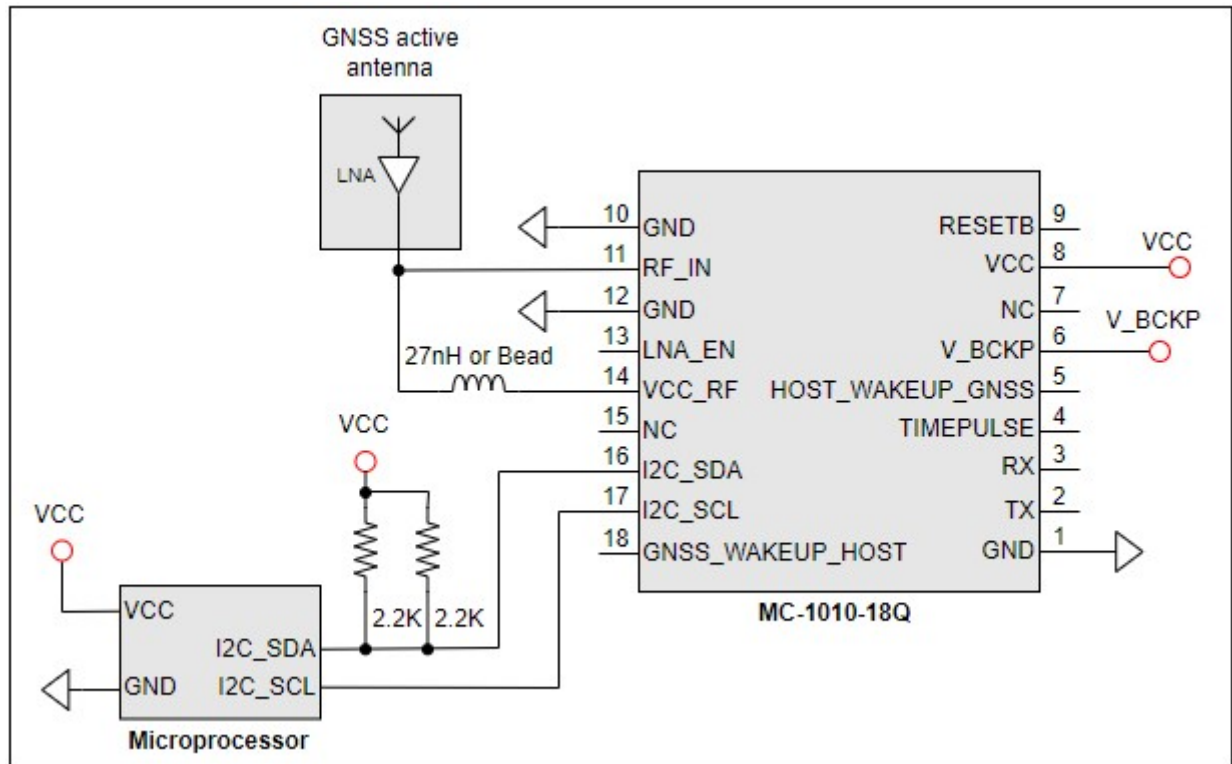 GNSS active
antenna
LNA
10 GND
11 RF_IN
12 GND
13 LNA_EN
27nH or Bead
14 VCC_RF
15 NC
16 I2C_SDA
17 I2C_SCL
18 GNSS_WAKEUP_HOST
RESETB 9
VCC 8
VCC
NC 7
V_BCKP 6
V_BCKP
HOST_WAKEUP_GNSS 5
TIMEPULSE 4
RX 3
TX 2
GND 1
MC-1010-18Q
VCC
VCC
2.2K 2.2K
VCC
I2C_SDA
GND I2C_SCL
Microprocessor